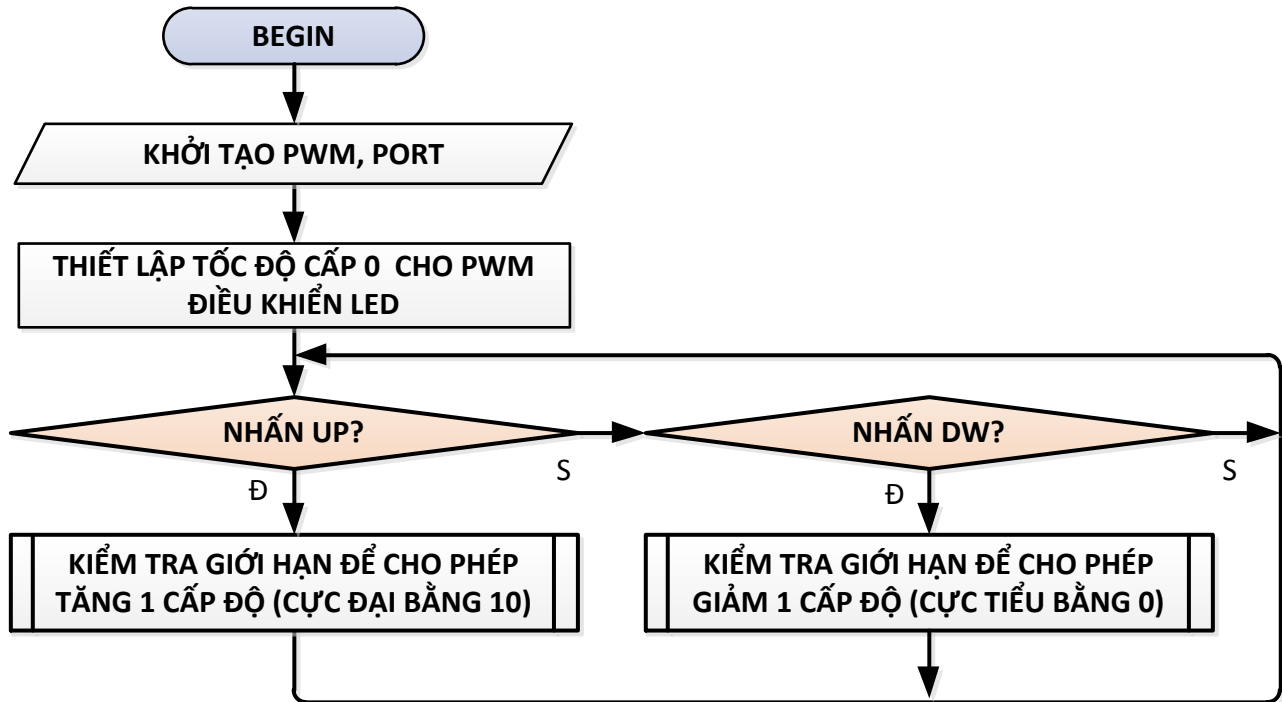 BEGIN
KHỞI TẠO PWM, PORT
THIẾT LẬP TỐC ĐỘ CẤP 0 CHO PWM
ĐIỀU KHIỂN LED
NHẤN UP?
S
Đ
NHẤN DW?
S
Đ
KIỂM TRA GIỚI HẠN ĐỂ CHO PHÉP
TĂNG 1 CẤP ĐỘ (CỰC ĐẠI BẰNG 10)
KIỂM TRA GIỚI HẠN ĐỂ CHO PHÉP
GIẢM 1 CẤP ĐỘ (CỰC TIỂU BẰNG 0)